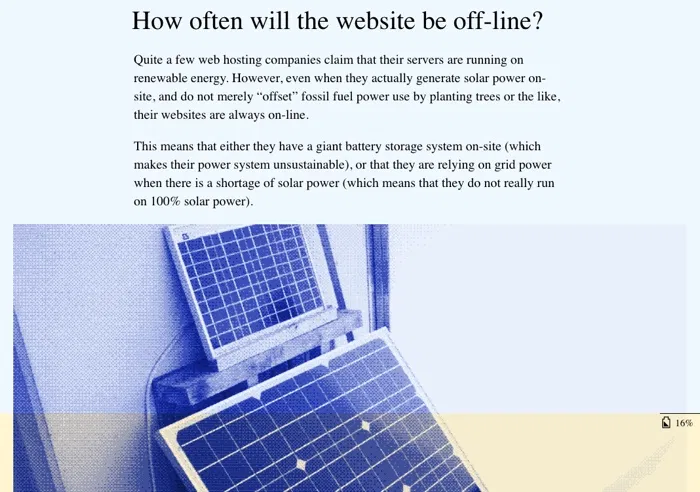 How often will the website be off-line?
Quite a few web hosting companies claim that their servers are running on
renewable energy. However, even when they actually generate solar power on-
site, and do not merely “offset” fossil fuel power use by planting trees or the like,
their websites are always on-line.
This means that either they have a giant battery storage system on-site (which
makes their power system unsustainable), or that they are relying on grid power
when there is a shortage of solar power (which means that they do not really run
on 100% solar power).
16%